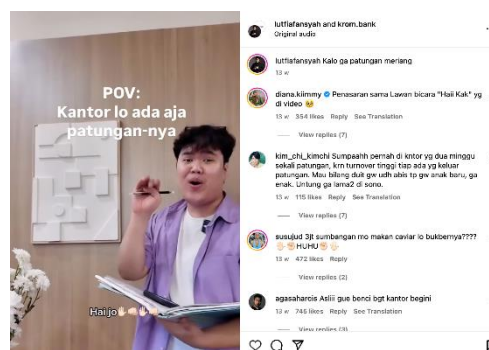 POV:
Kantor lo ada aja
patungan-nya
Hai jo
lutfiafansyah and krom.bank
Original audio
lutfiafansyah Kalo ga patungan meriang
13 w
diana.kiimmy Penasaran sama Lawan bicara "Haii Kak" yg
di video 🥺
13 w 354 likes Reply See Translation
View replies (7)
kim_chi_kimchi Sumpaahh pernah di kntor yg dua minggu
sekali patungan, krn turnover tinggi tiap ada yg keluar
patungan. Mau bilang duit gw udh abis tp gw anak baru, ga
enak. Untung ga lama2 di sono.
13 w 115 likes Reply See Translation
View replies (7)
susujud 3jt sumbangan mo makan caviar lo bukbernya????
HUHU
13 w 472 likes Reply
View replies (2)
agasaharcis Asliii gue benci bgt kantor begini
13 w 746 likes Reply See Translation
View replies (3)